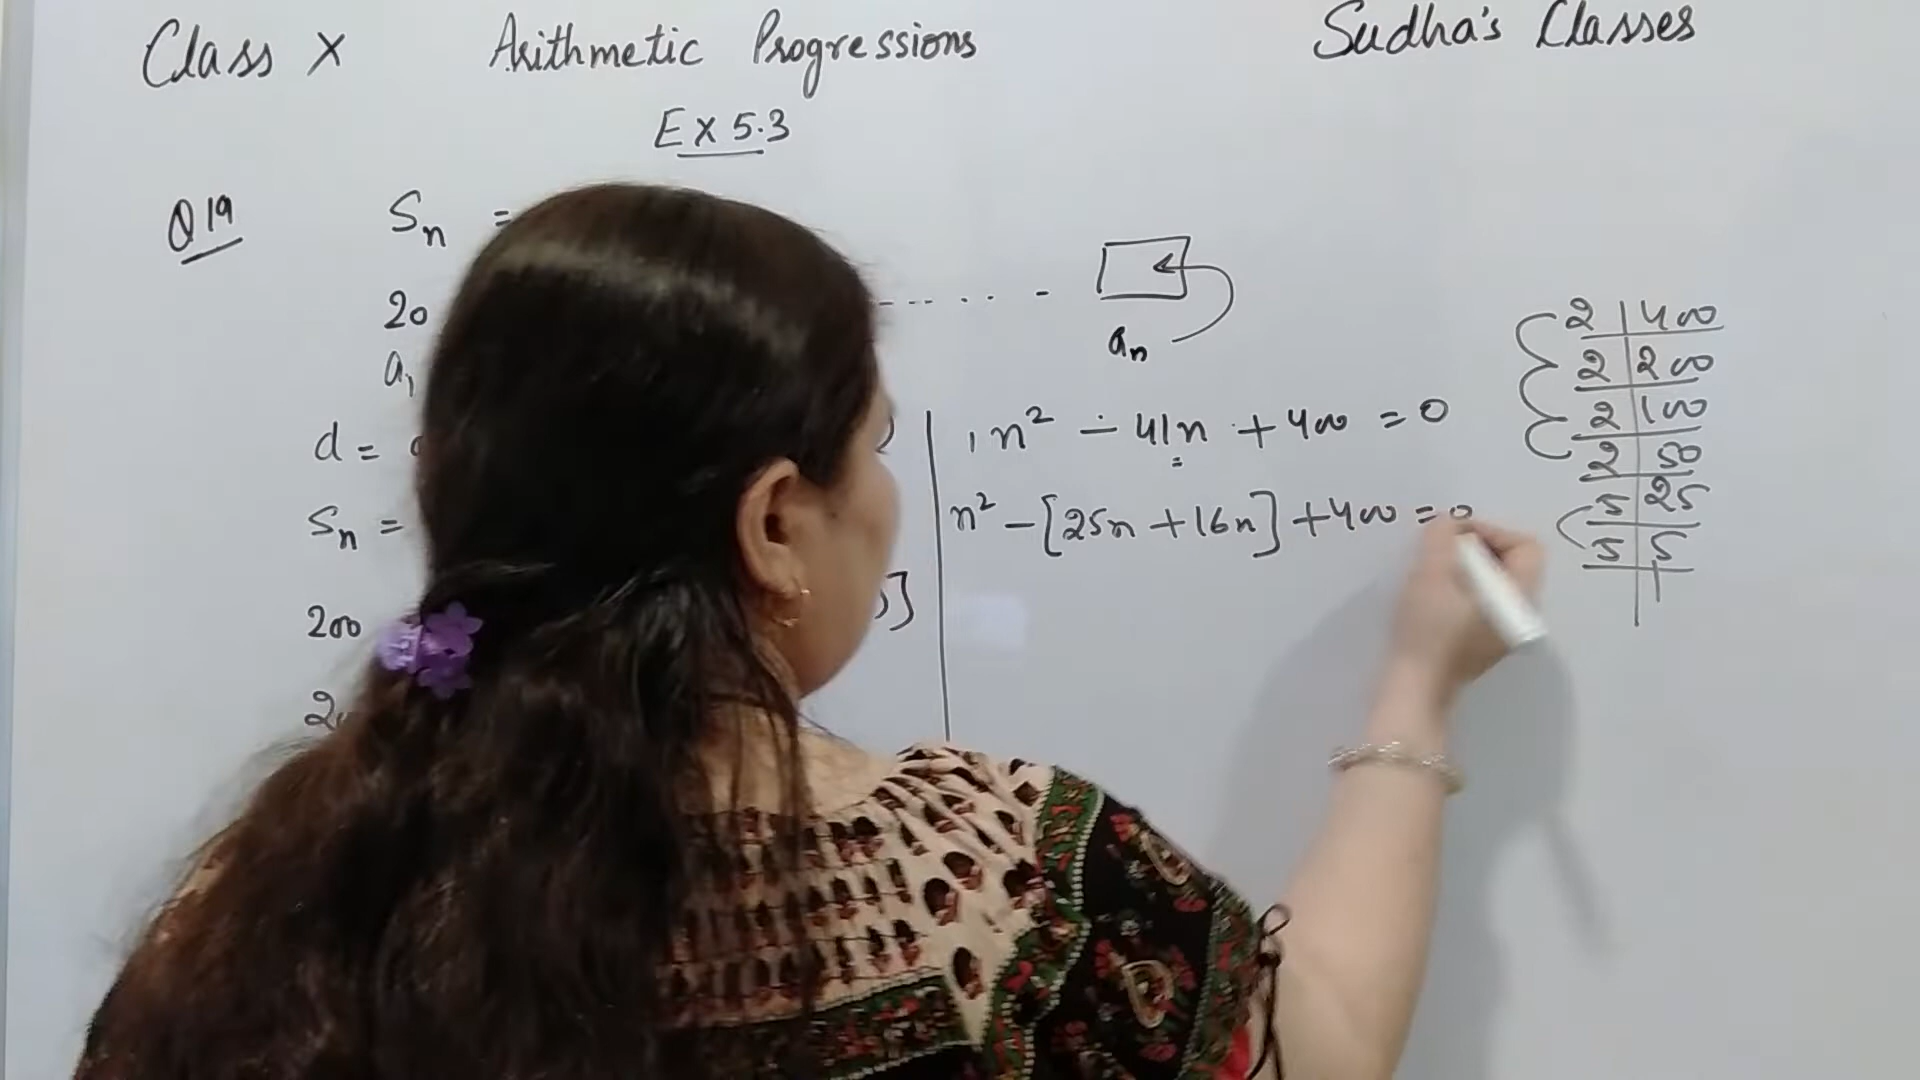 Class X Arithmetic Progressions Sudha's Classes
Ex 5.3
Q19 Sn =
20 ------- -
a1 an
d =
Sn =
200 )]
n² - 41n + 400 = 0
n² - [25n + 16n] + 400 = 0
2 | 400
2 | 200
2 | 100
2 | 50
5 | 25
5 | 5
1